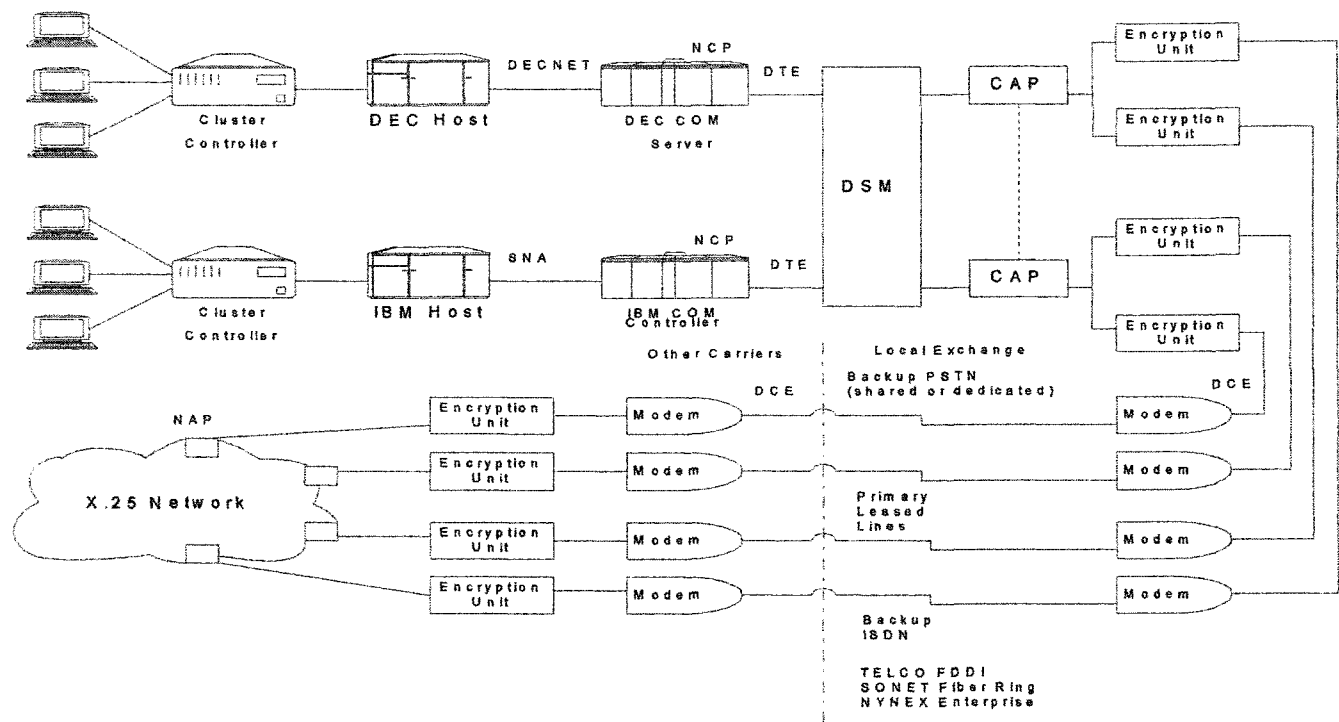 Encryption
Unit
NCP
DECNET
DTE
CAP
Cluster
Controller
DEC Host
DEC COM
Server
Encryption
Unit
DSM
NCP
SNA
DTE
Encryption
Unit
CAP
Cluster
Controller
IBM Host
IBM COM
Controller
Encryption
Unit
Other Carriers
Local Exchange
Backup PSTN
(shared or dedicated)
DCE
DCE
NAP
Encryption
Unit
Modem
Modem
Encryption
Unit
Modem
Modem
X.25 Network
Primary
Leased
Lines
Encryption
Unit
Modem
Modem
Encryption
Unit
Modem
Modem
Backup
ISDN
TELCO FDDI
SONET Fiber Ring
NYNEX Enterprise